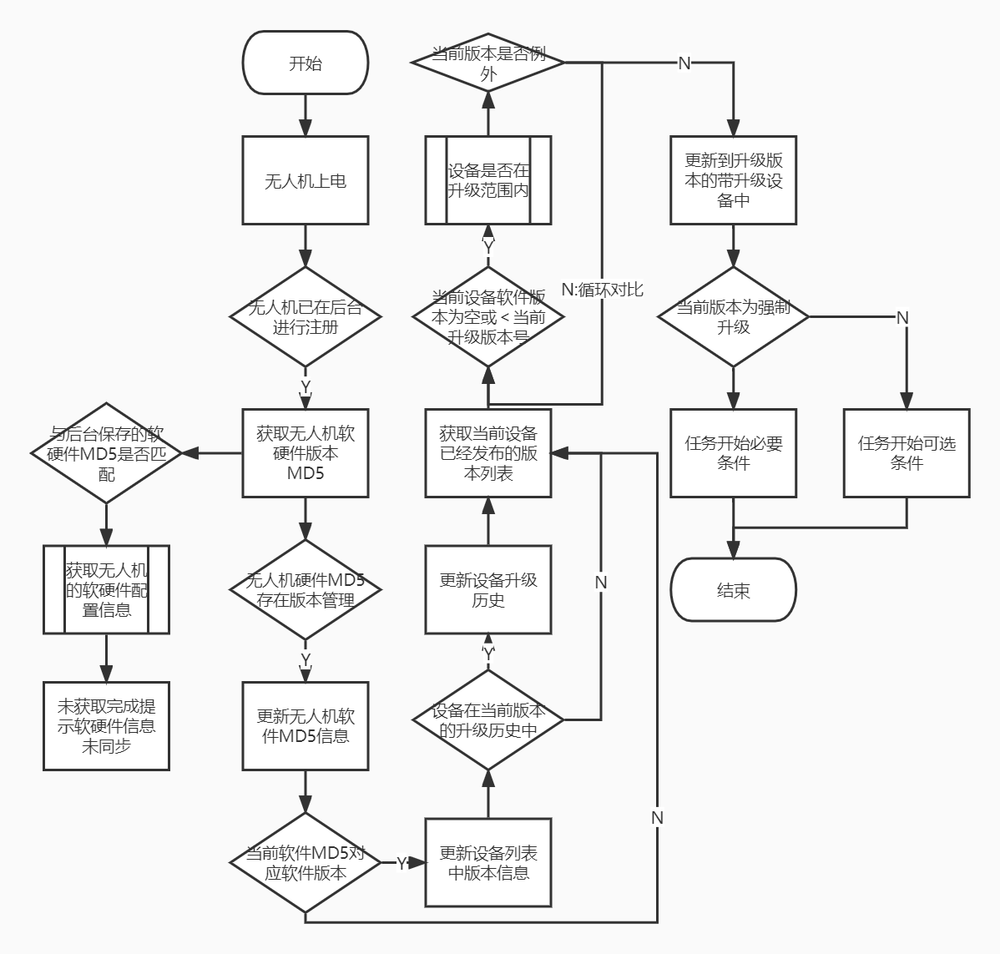 开始
无人机上电
无人机已在后台
进行注册
Y
获取无人机软
硬件版本
MD5
与后台保存的软
硬件MD5是否匹
配
获取无人机
的软硬件配
置信息
未获取完成提
示软硬件信息
未同步
无人机硬件MD5
存在版本管理
Y
更新无人机软
件MD5信息
当前软件MD5对
应软件版本
Y
更新设备列表
中版本信息
设备在当前版本
的升级历史中
Y
更新设备升级
历史
N
N
获取当前设备
已经发布的版
本列表
当前设备软件版
本为空或 < 当前
升级版本号
Y
设备是否在
升级范围内
当前版本是否例
外
N:循环对比
N
更新到升级版
本的带升级设
备中
当前版本为强制
升级
N
任务开始必要
条件
任务开始可选
条件
结束